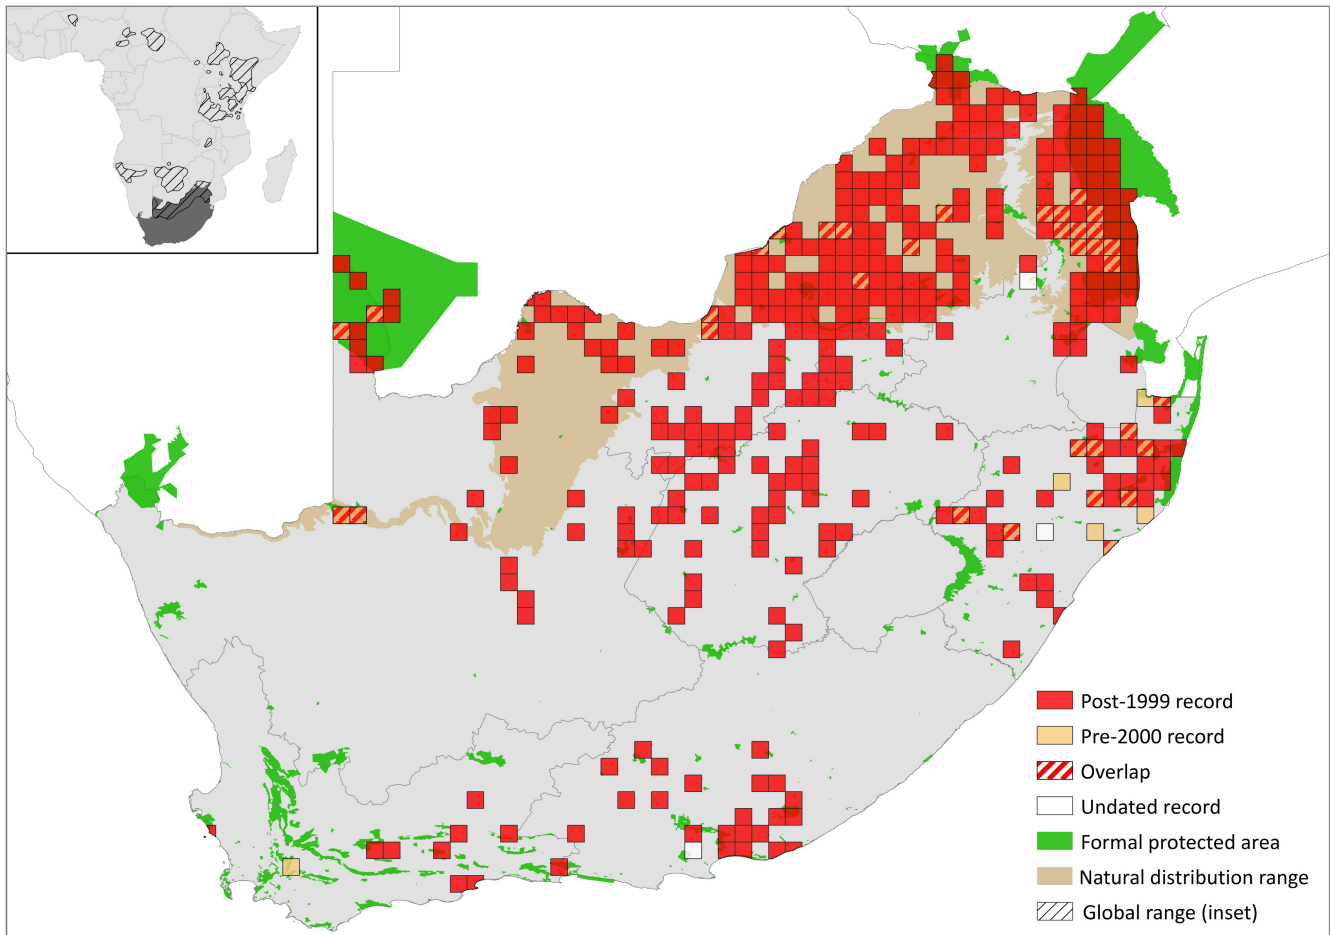 Post-1999 record
Pre-2000 record
Overlap
Undated record
Formal protected area
Natural distribution range
Global range (inset)